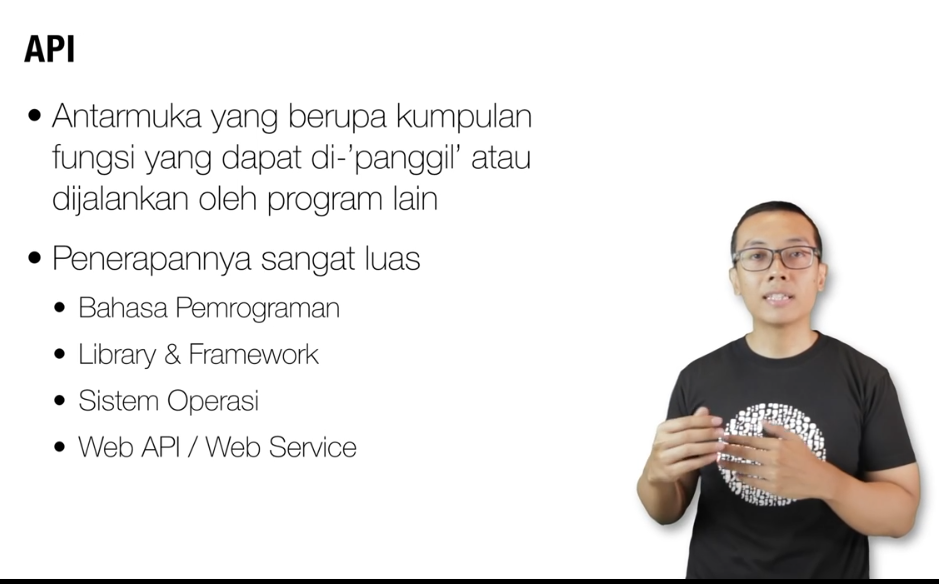 API
• Antarmuka yang berupa kumpulan
fungsi yang dapat di-'panggil' atau
dijalankan oleh program lain
• Penerapannya sangat luas
• Bahasa Pemrograman
• Library & Framework
• Sistem Operasi
• Web API / Web Service